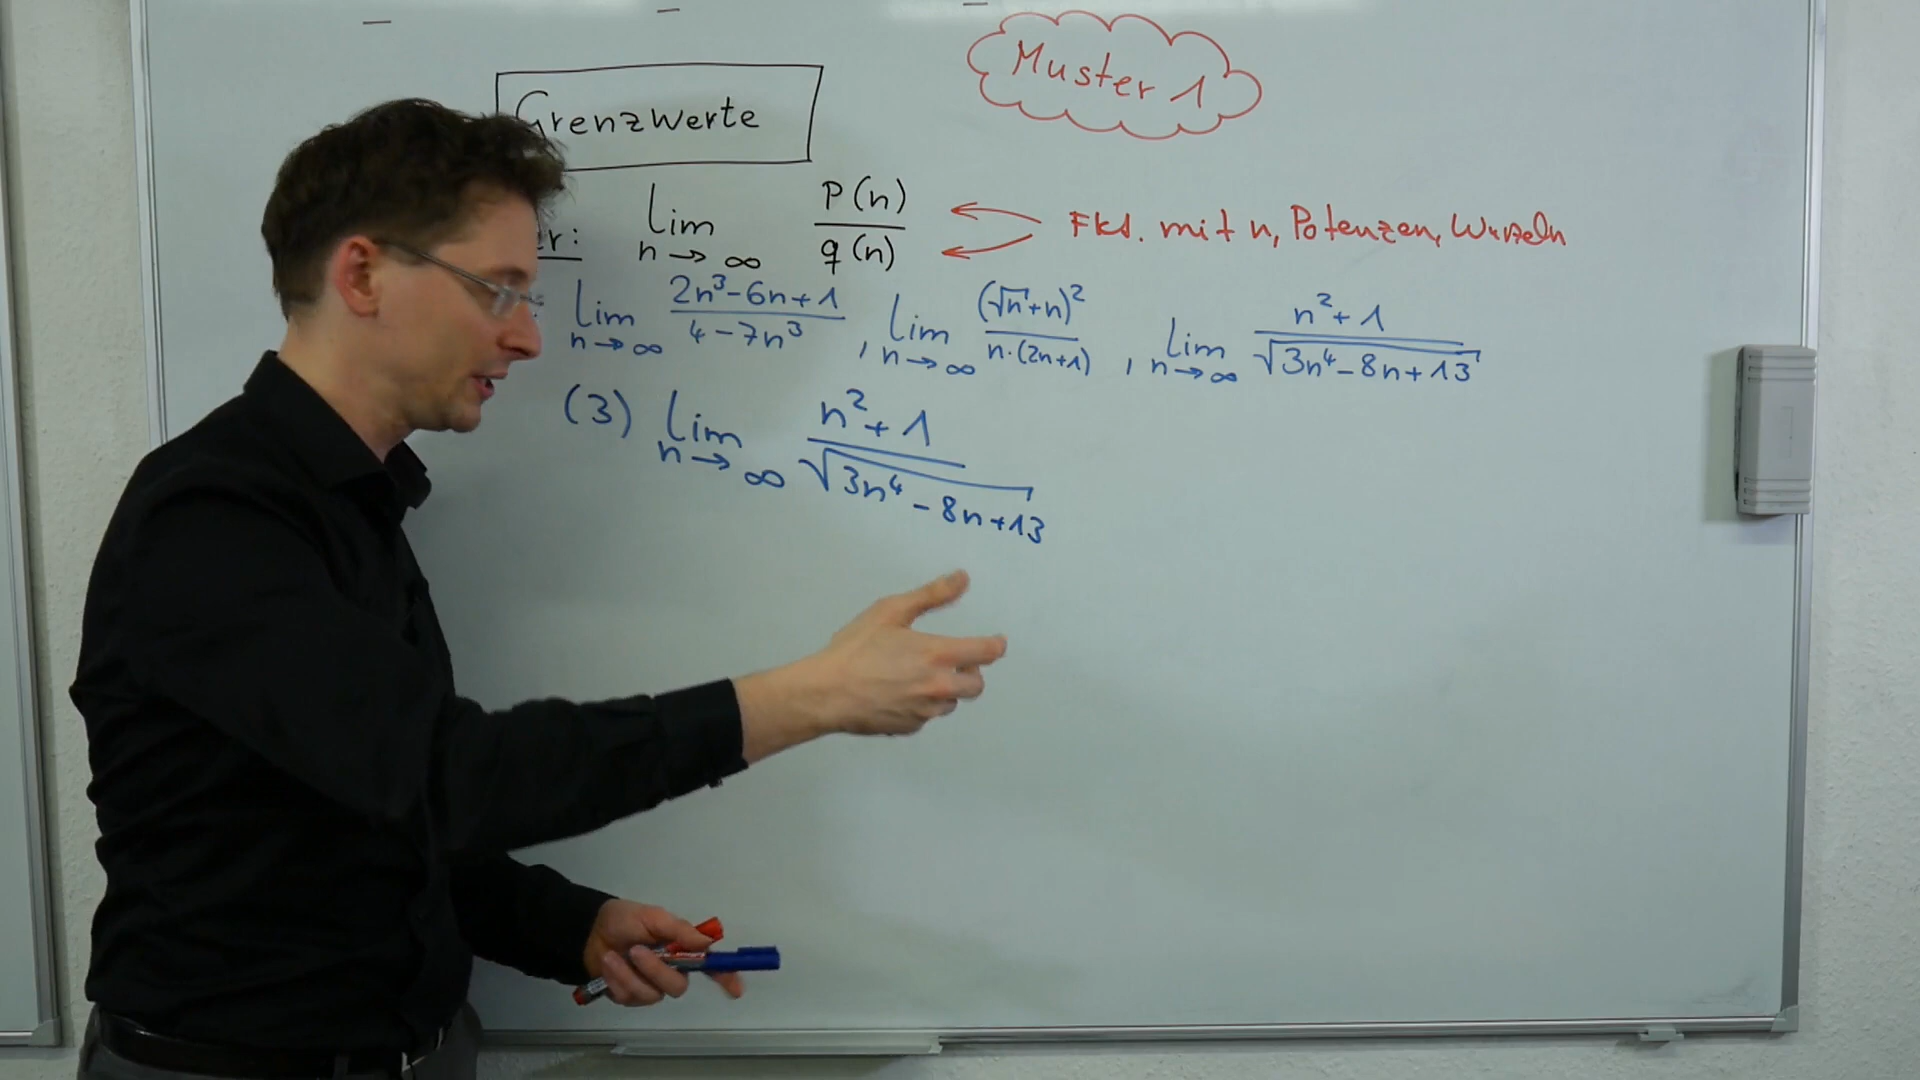 Muster 1
Grenzwerte
lim n→∞ p(n)/q(n) Fkt. mit n, Potenzen, Wurzeln
lim n→∞ (2n³-6n+1)/(4-7n³), lim n→∞ (√n+n)²/(n·(2n+1)), lim n→∞ (n²+1)/√(3n⁴-8n+13)
(3) lim n→∞ (n²+1)/√(3n⁴-8n+13)